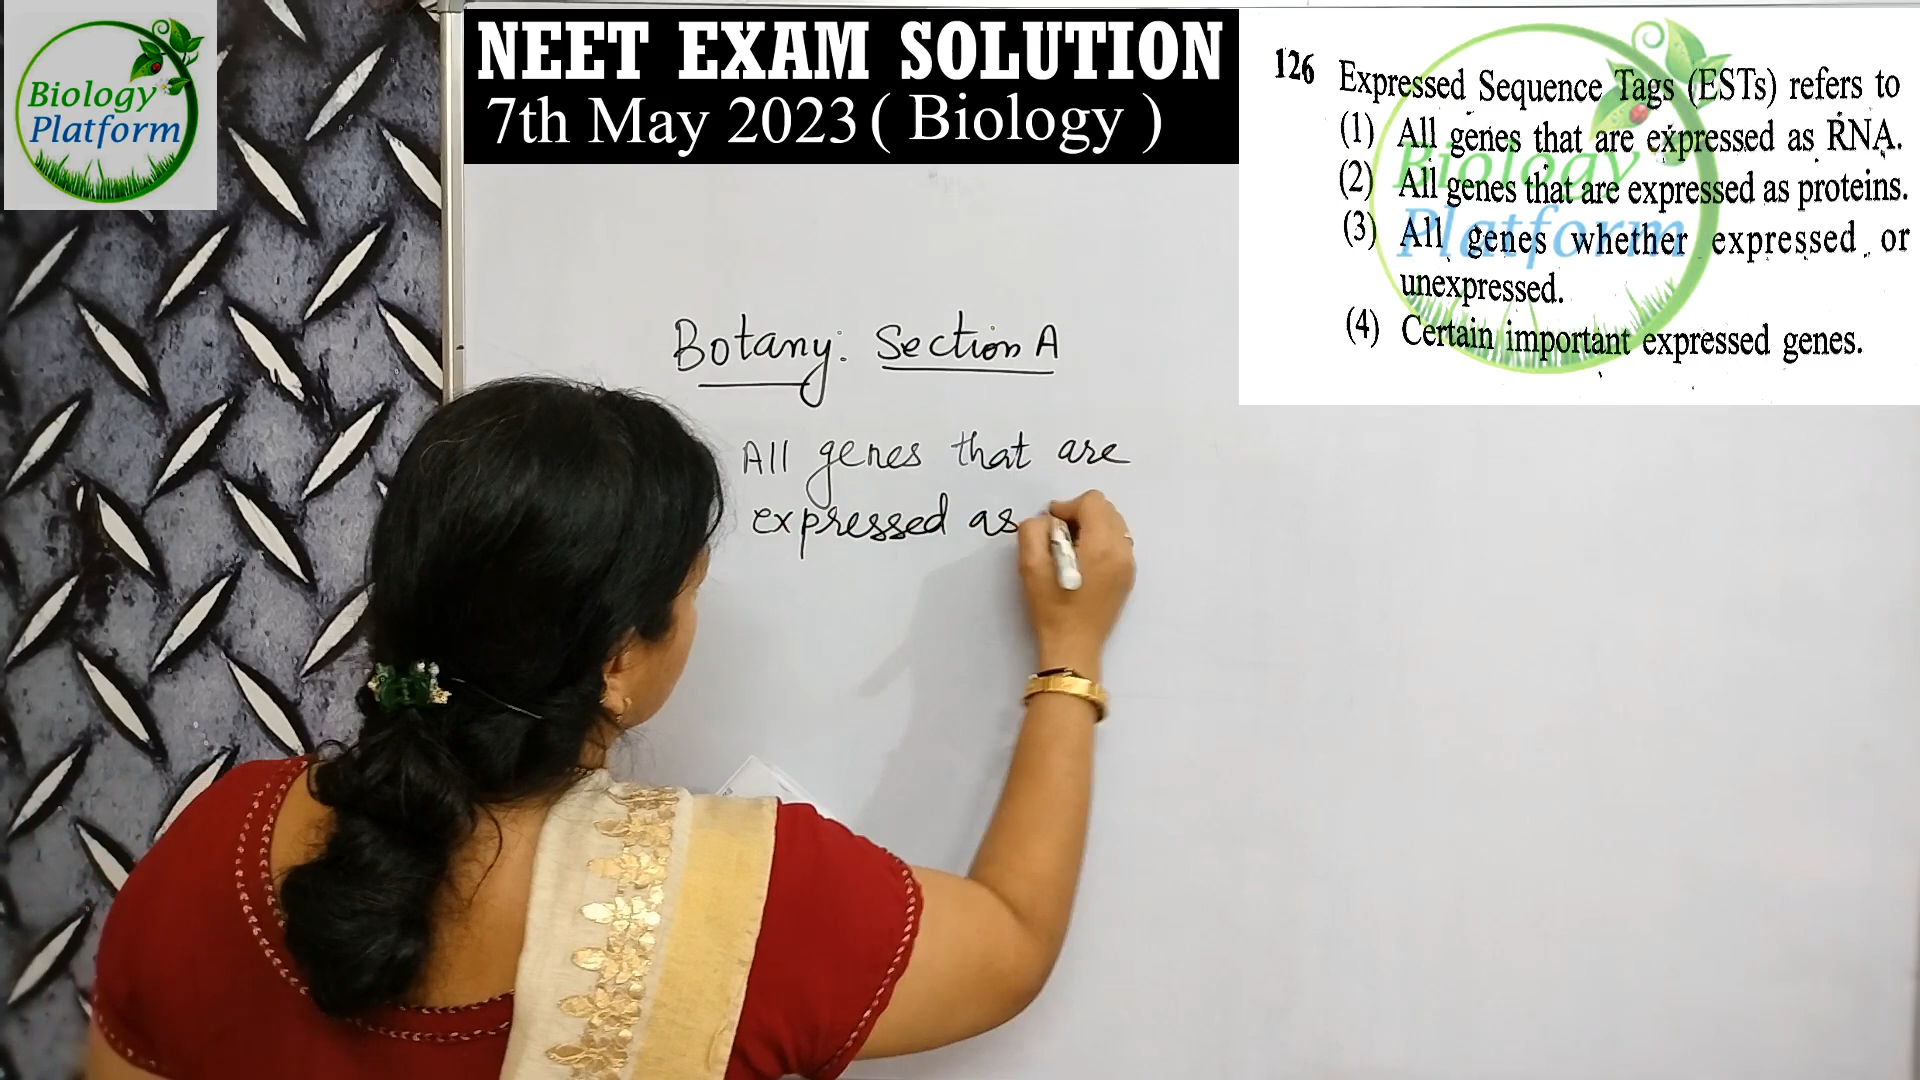 Biology
Platform
NEET EXAM SOLUTION
7th May 2023 ( Biology )
126 Expressed Sequence Tags (ESTs) refers to
(1) All genes that are expressed as RNA.
(2) All genes that are expressed as proteins.
(3) All genes whether expressed or
unexpressed.
(4) Certain important expressed genes.
Biology
Platform
Botany: Section A
All genes that are
expressed as